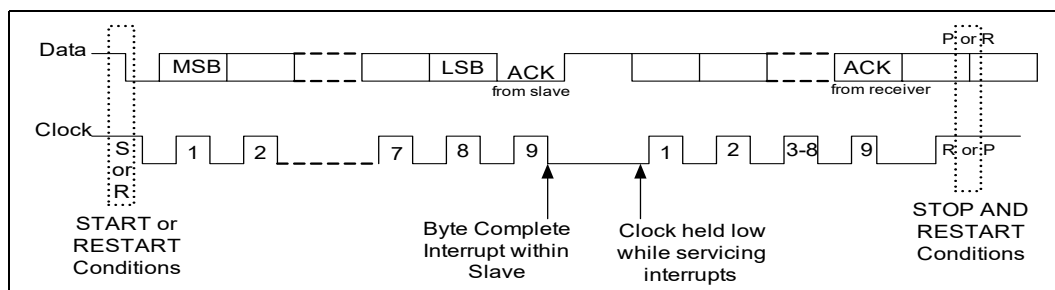 P or R
Data
MSB
LSB
ACK
from slave
ACK
from receiver
Clock
S
or
R
1
2
7
8
9
1
2
3-8
9
R or P
START or
RESTART
Conditions
Byte Complete
Interrupt within
Slave
Clock held low
while servicing
interrupts
STOP AND
RESTART
Conditions